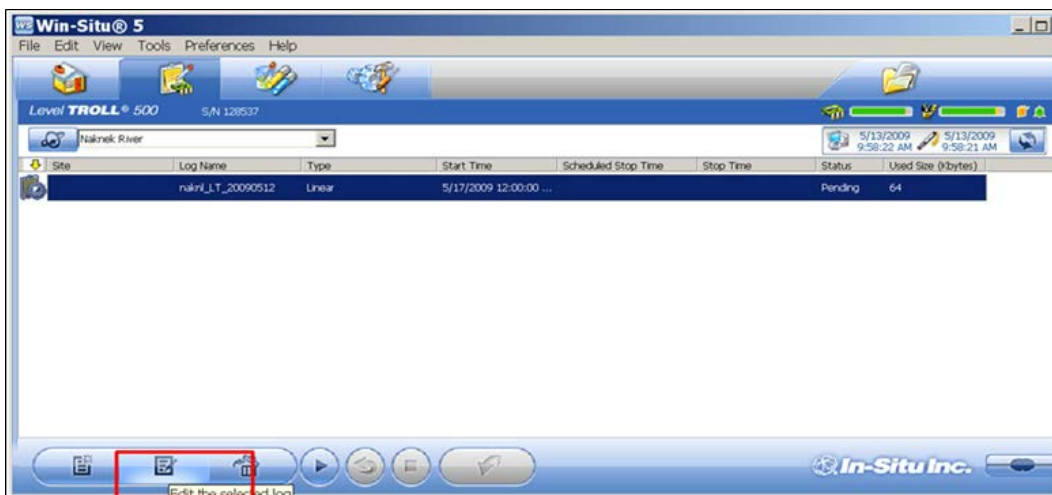 WS Win-Situ® 5
File Edit View Tools Preferences Help
Level TROLL® 500 S/N 128537
Naknek River
5/13/2009 9:58:22 AM 5/13/2009 9:58:21 AM
Site Log Name Type Start Time Scheduled Stop Time Stop Time Status Used Size (Kbytes)
naknl_LT_20090512 Linear 5/17/2009 12:00:00 ... Pending 64
In-Situ Inc.
Edit the selected log